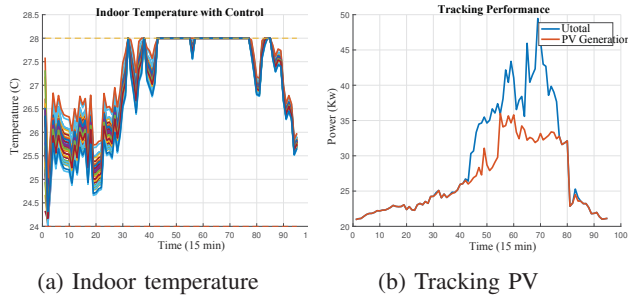 Indoor Temperature with Control
28.5
28
27.5
27
26.5
26
25.5
25
24.5
24
Temperature (C)
0 10 20 30 40 50 60 70 80 90 100
Time (15 min)
(a) Indoor temperature
Tracking Performance
50
45
40
35
30
25
20
Power (Kw)
Utotal
PV Generation
0 10 20 30 40 50 60 70 80 90 100
Time (15 min)
(b) Tracking PV